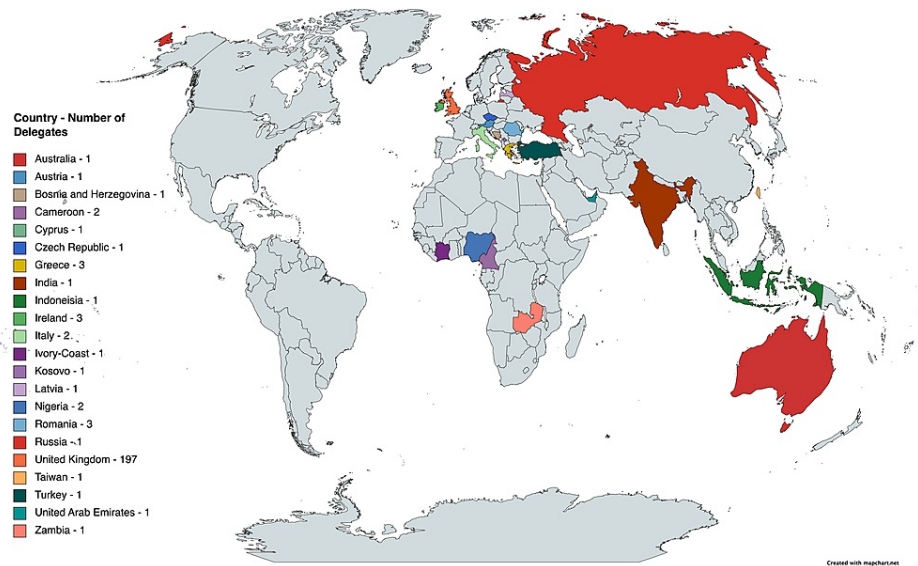 Country - Number of
Delegates
Australia - 1
Austria - 1
Bosnia and Herzegovina - 1
Cameroon - 2
Cyprus - 1
Czech Republic - 1
Greece - 3
India - 1
Indoneisia - 1
Ireland - 3
Italy - 2
Ivory-Coast - 1
Kosovo - 1
Latvia - 1
Nigeria - 2
Romania - 3
Russia - 1
United Kingdom - 197
Taiwan - 1
Turkey - 1
United Arab Emirates - 1
Zambia - 1
Created with mapchart.net